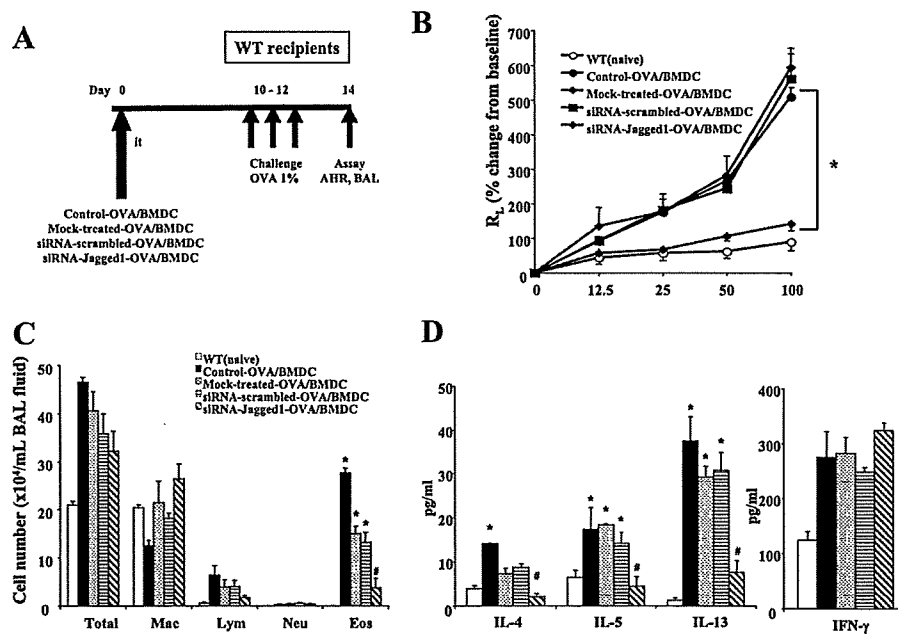 A
WT recipients
Day 0 10-12 14
it
Challenge
OVA 1%
Assay
AHR, BAL
Control-OVA/BMDC
Mock-treated-OVA/BMDC
siRNA-scrambled-OVA/BMDC
siRNA-Jagged1-OVA/BMDC
B
RL (% change from baseline)
700
600
500
400
300
200
100
0
WT(naive)
Control-OVA/BMDC
Mock-treated-OVA/BMDC
siRNA-scrambled-OVA/BMDC
siRNA-Jagged1-OVA/BMDC
*
0 12.5 25 50 100
C
Cell number (x10⁴/mL BAL fluid)
50
40
30
20
10
0
WT(naive)
Control-OVA/BMDC
Mock-treated-OVA/BMDC
siRNA-scrambled-OVA/BMDC
siRNA-Jagged1-OVA/BMDC
* * * #
Total Mac Lym Neu Eos
D
pg/ml
50
40
30
20
10
0
* #
* * * #
* * * #
IL-4 IL-5 IL-13
pg/ml
400
300
200
100
0
IFN-γ